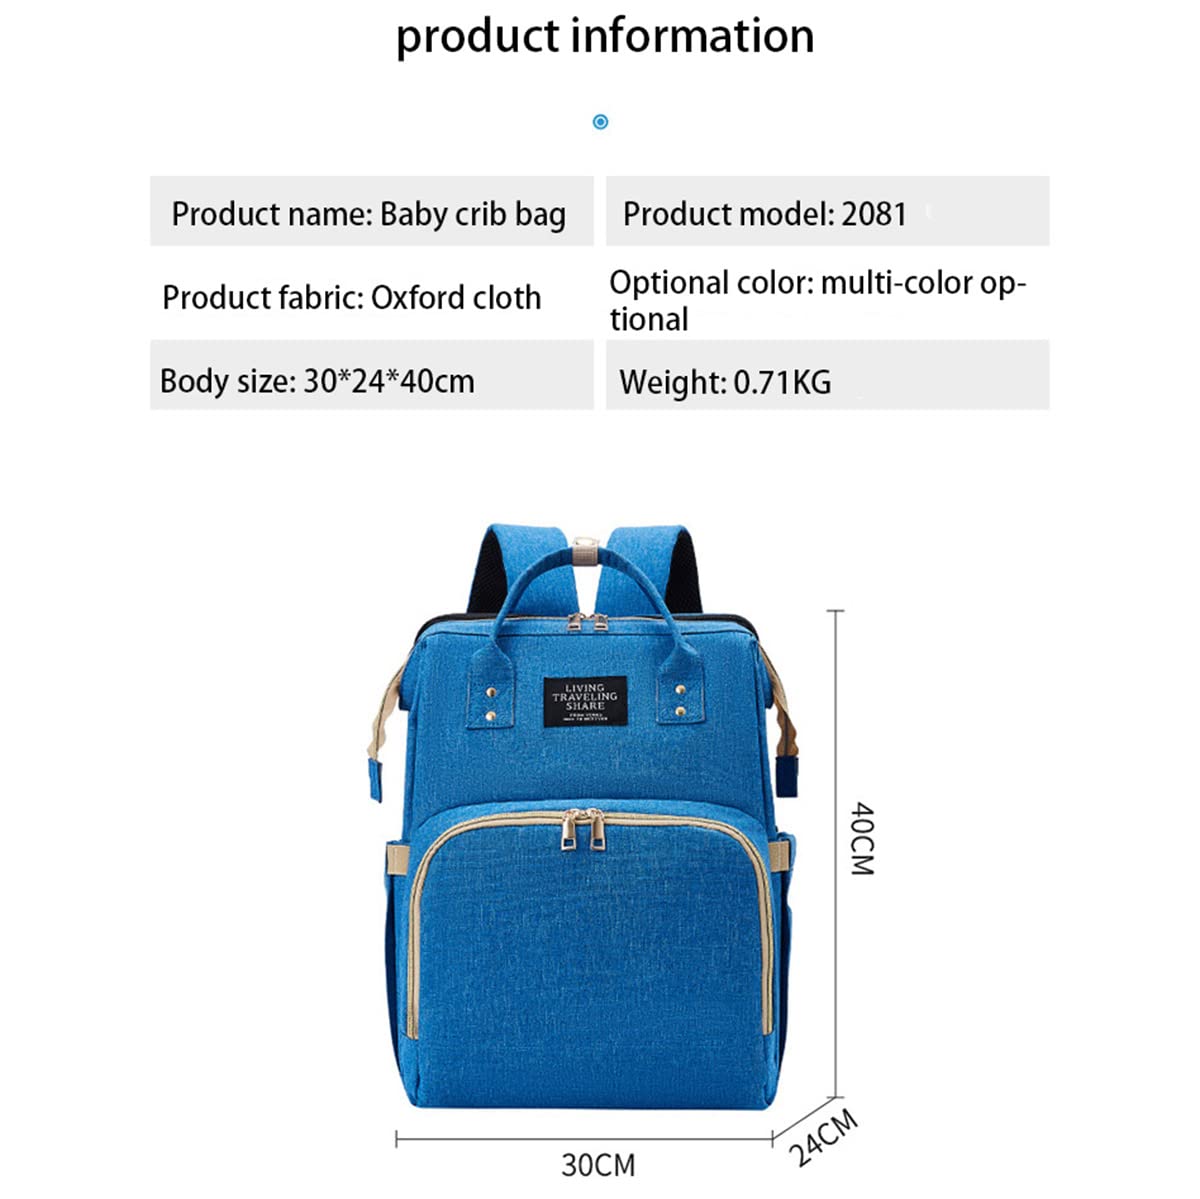 product information
Product name: Baby crib bag
Product model: 2081
Product fabric: Oxford cloth
Optional color: multi-color op-
tional
Body size: 30*24*40cm
Weight: 0.71KG
LIVING
TRAVELING
SHARE
40CM
24CM
30CM